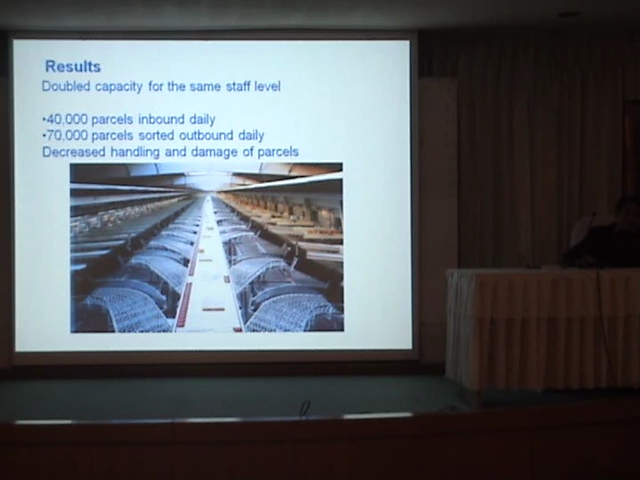 Results
Doubled capacity for the same staff level
•40,000 parcels inbound daily
•70,000 parcels sorted outbound daily
Decreased handling and damage of parcels